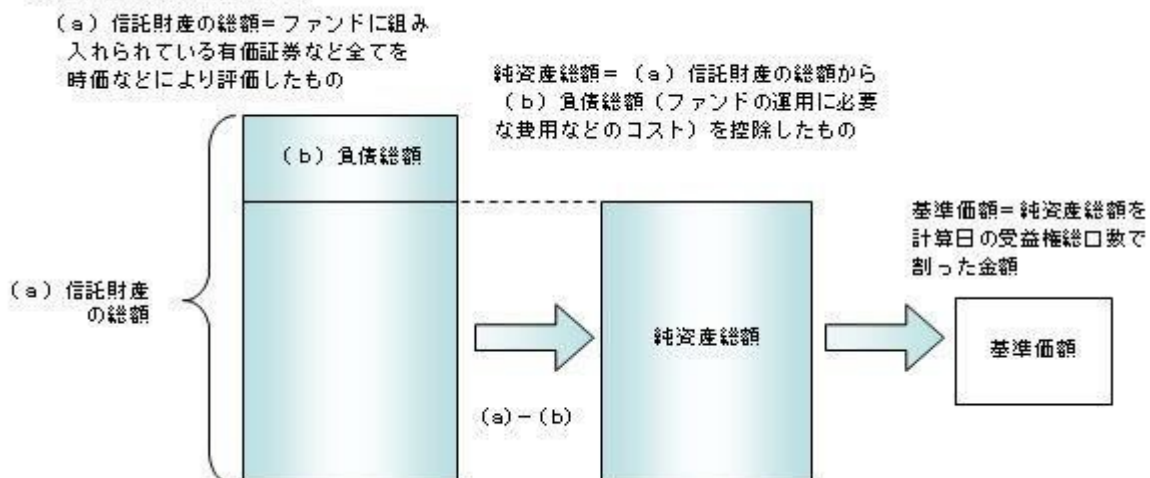 （a）信託財産の総額＝ファンドに組み
入れられている有価証券など全てを
時価などにより評価したもの
純資産総額＝（a）信託財産の総額から
（b）負債総額（ファンドの運用に必要
な費用などのコスト）を控除したもの
（b）負債総額
基準価額＝純資産総額を
計算日の受益権総口数で
割った金額
（a）信託財産
の総額
純資産総額
基準価額
（a）－（b）